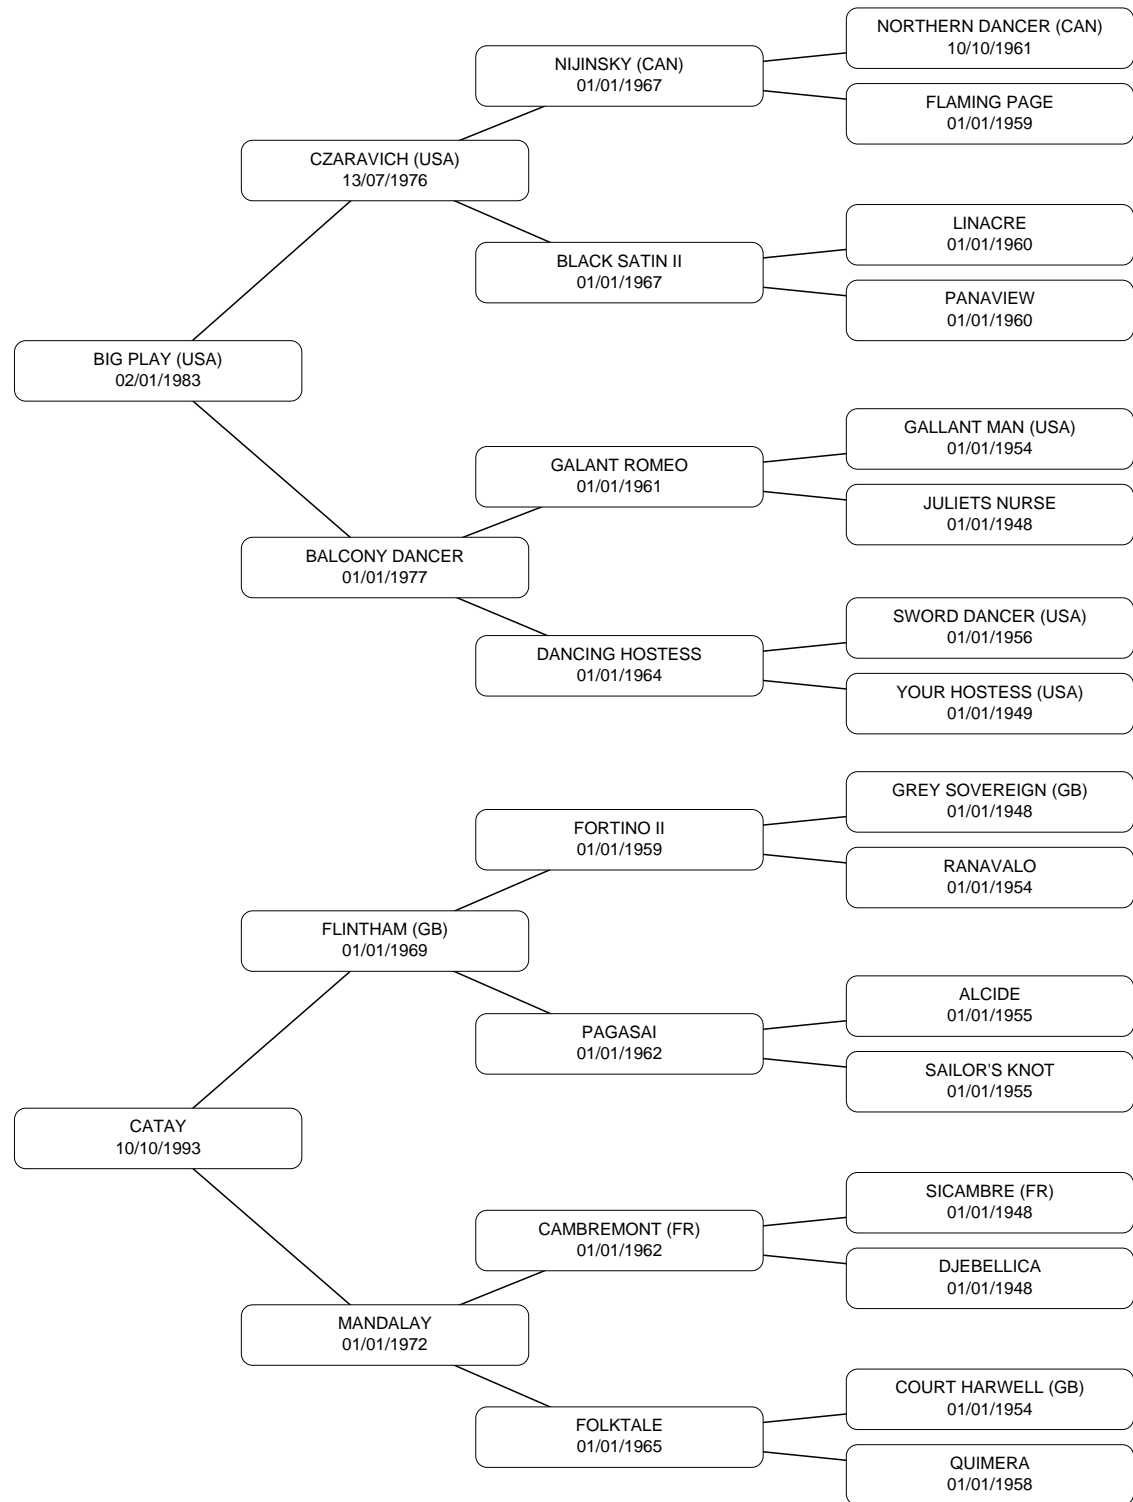 NORTHERN DANCER (CAN)
10/10/1961
NIJINSKY (CAN)
01/01/1967
FLAMING PAGE
01/01/1959
CZARAVICH (USA)
13/07/1976
LINACRE
01/01/1960
BLACK SATIN II
01/01/1967
PANAVIEW
01/01/1960
BIG PLAY (USA)
02/01/1983
GALLANT MAN (USA)
01/01/1954
GALANT ROMEO
01/01/1961
JULIETS NURSE
01/01/1948
BALCONY DANCER
01/01/1977
SWORD DANCER (USA)
01/01/1956
DANCING HOSTESS
01/01/1964
YOUR HOSTESS (USA)
01/01/1949
GREY SOVEREIGN (GB)
01/01/1948
FORTINO II
01/01/1959
RANAVALO
01/01/1954
FLINTHAM (GB)
01/01/1969
ALCIDE
01/01/1955
PAGASAI
01/01/1962
SAILOR'S KNOT
01/01/1955
CATAY
10/10/1993
SICAMBRE (FR)
01/01/1948
CAMBREMONT (FR)
01/01/1962
DJEBELLICA
01/01/1948
MANDALAY
01/01/1972
COURT HARWELL (GB)
01/01/1954
FOLKTALE
01/01/1965
QUIMERA
01/01/1958